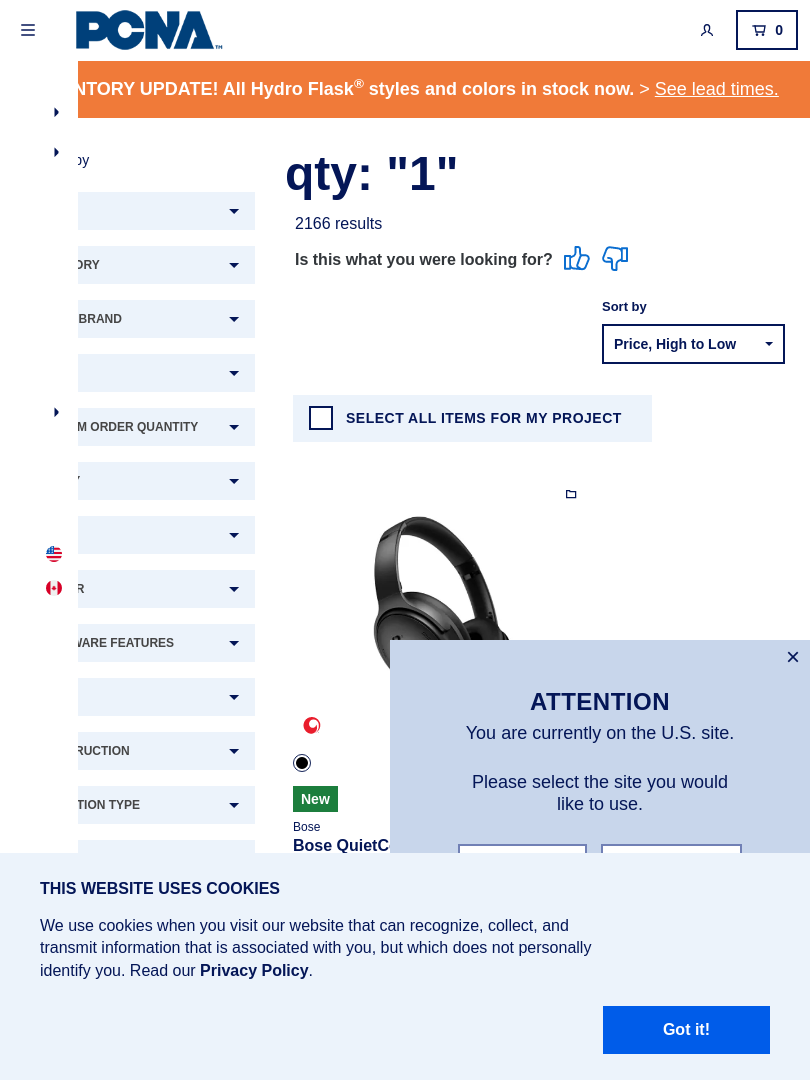 PCNA™
0
NTORY UPDATE! All Hydro Flask® styles and colors in stock now. > See lead times.
by
qty: "1"
2166 results
Is this what you were looking for?
Sort by
Price, High to Low
ORY
BRAND
M ORDER QUANTITY
SELECT ALL ITEMS FOR MY PROJECT
R
WARE FEATURES
RUCTION
TION TYPE
New
Bose
Bose QuietC
×
ATTENTION
You are currently on the U.S. site.
Please select the site you would
like to use.
THIS WEBSITE USES COOKIES
We use cookies when you visit our website that can recognize, collect, and
transmit information that is associated with you, but which does not personally
identify you. Read our Privacy Policy.
Got it!